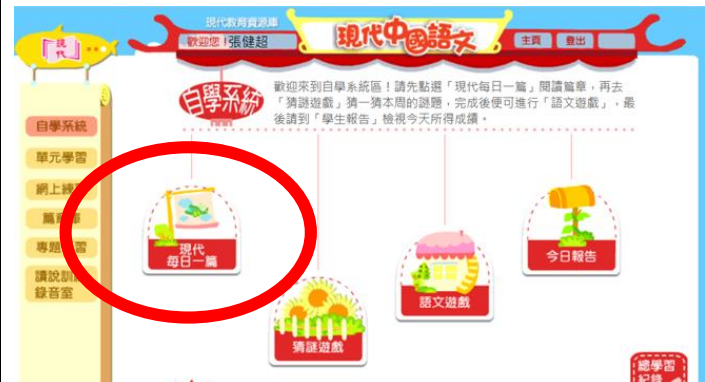 現代教育資源庫
現代
歡迎您!張健超
現代中國語文
主頁
登出
自學系統
歡迎來到自學系統區！請先點選「現代每日一篇」閱讀篇章，再去
「猜謎遊戲」猜一猜本周的謎題，完成後便可進行「語文遊戲」，最
後請到「學生報告」檢視今天所得成績。
自學系統
單元學習
網上練
專題 習
讀說訓
錄音室
現代
每日一篇
猜謎遊戲
語文遊戲
今日報告
總學習
紀錄